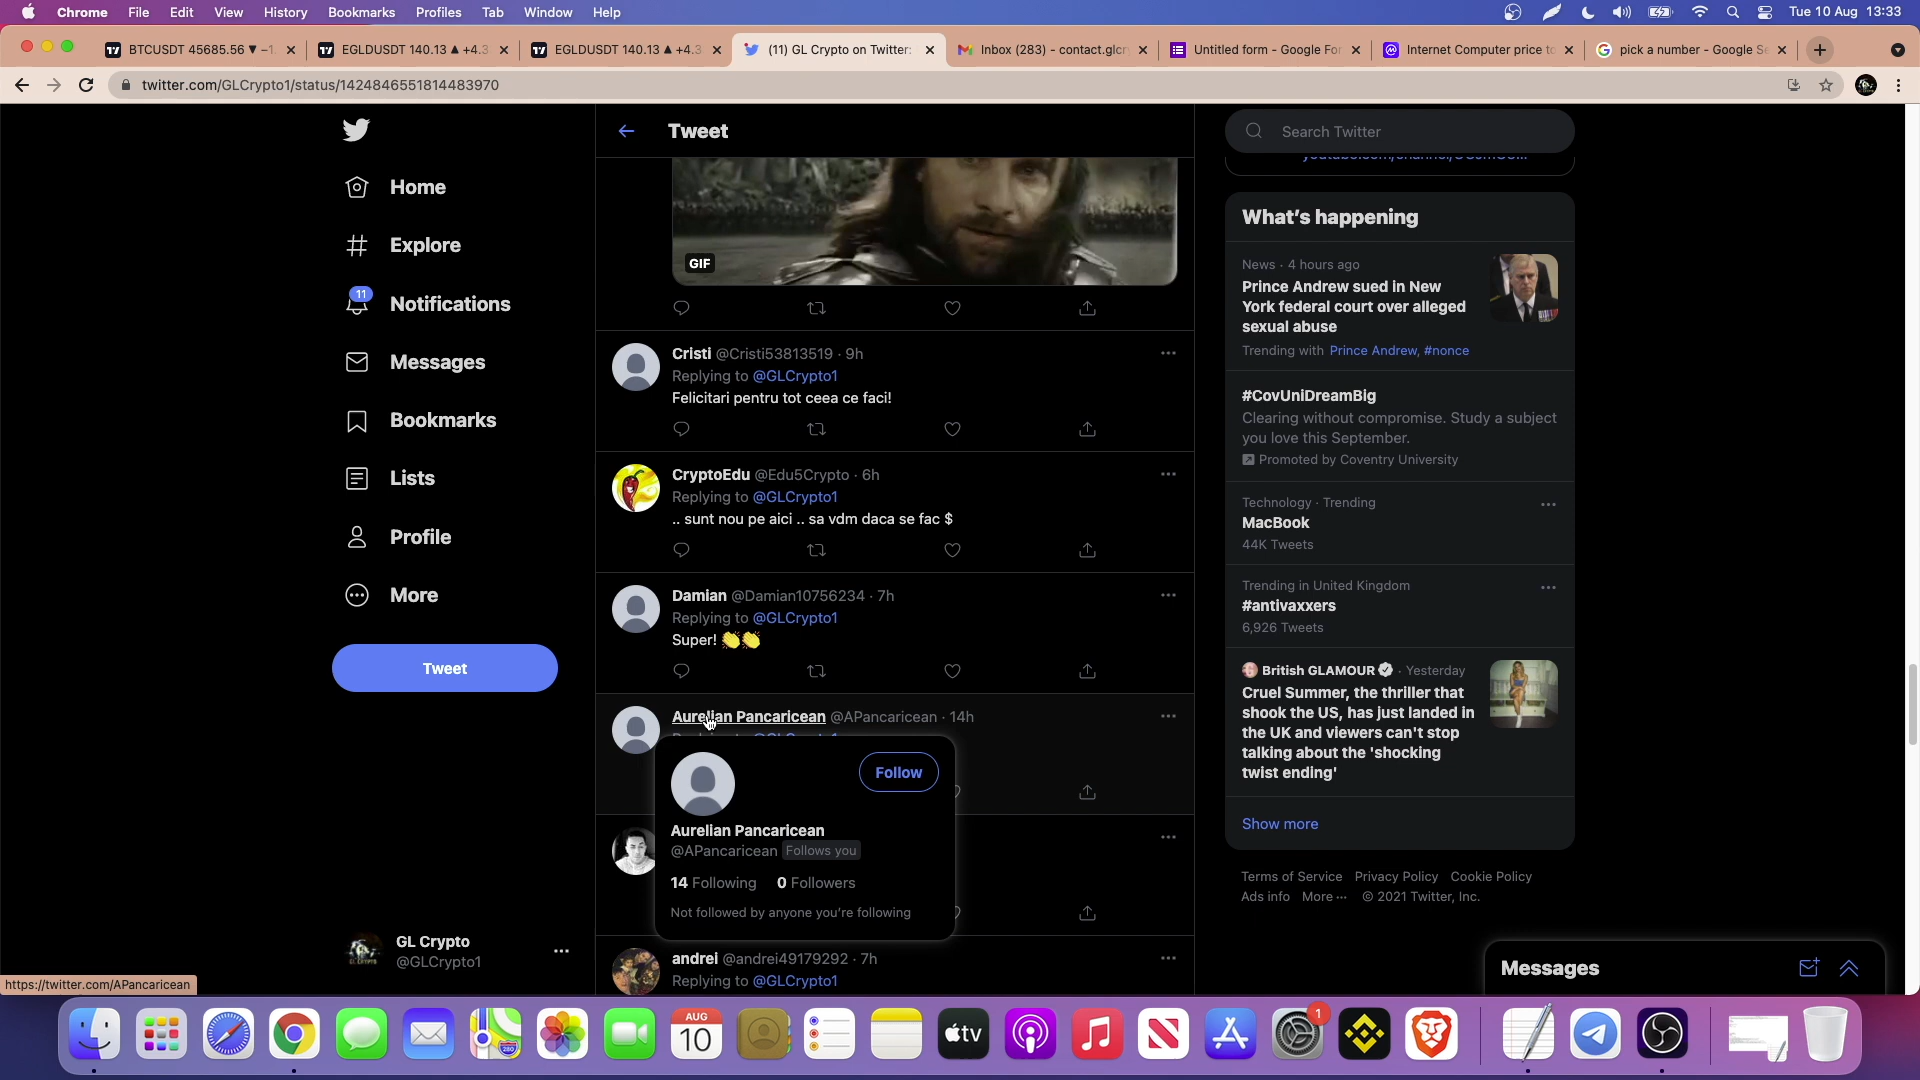 Chrome File Edit View History Bookmarks Profiles Tab Window Help
Tue 10 Aug 13:33
BTCUSDT 45685.56 ▼ −1
EGLDUSDT 140.13 ▲ +4.3
EGLDUSDT 140.13 ▲ +4.3
(11) GL Crypto on Twitter:
Inbox (283) - contact.glcr
Untitled form - Google For
Internet Computer price to
pick a number - Google Se
twitter.com/GLCrypto1/status/1424846551814483970
Home
Explore
11
Notifications
Messages
Bookmarks
Lists
Profile
More
Tweet
GL Crypto
@GLCrypto1
https://twitter.com/APancaricean
Tweet
GIF
Cristi @Cristi53813519 · 9h
Replying to @GLCrypto1
Felicitari pentru tot ceea ce faci!
CryptoEdu @Edu5Crypto · 6h
Replying to @GLCrypto1
.. sunt nou pe aici .. sa vdm daca se fac $
Damian @Damian10756234 · 7h
Replying to @GLCrypto1
Super! 👏👏
Aurelian Pancaricean @APancaricean · 14h
Follow
Aurelian Pancaricean
@APancaricean Follows you
14 Following 0 Followers
Not followed by anyone you're following
andrei @andrei49179292 · 7h
Replying to @GLCrypto1
Search Twitter
What's happening
News · 4 hours ago
Prince Andrew sued in New
York federal court over alleged
sexual abuse
Trending with Prince Andrew, #nonce
#CovUniDreamBig
Clearing without compromise. Study a subject
you love this September.
Promoted by Coventry University
Technology · Trending
MacBook
44K Tweets
Trending in United Kingdom
#antivaxxers
6,926 Tweets
British GLAMOUR · Yesterday
Cruel Summer, the thriller that
shook the US, has just landed in
the UK and viewers can't stop
talking about the 'shocking
twist ending'
Show more
Terms of Service Privacy Policy Cookie Policy
Ads info More ··· © 2021 Twitter, Inc.
Messages
AUG
10
280
tv
1